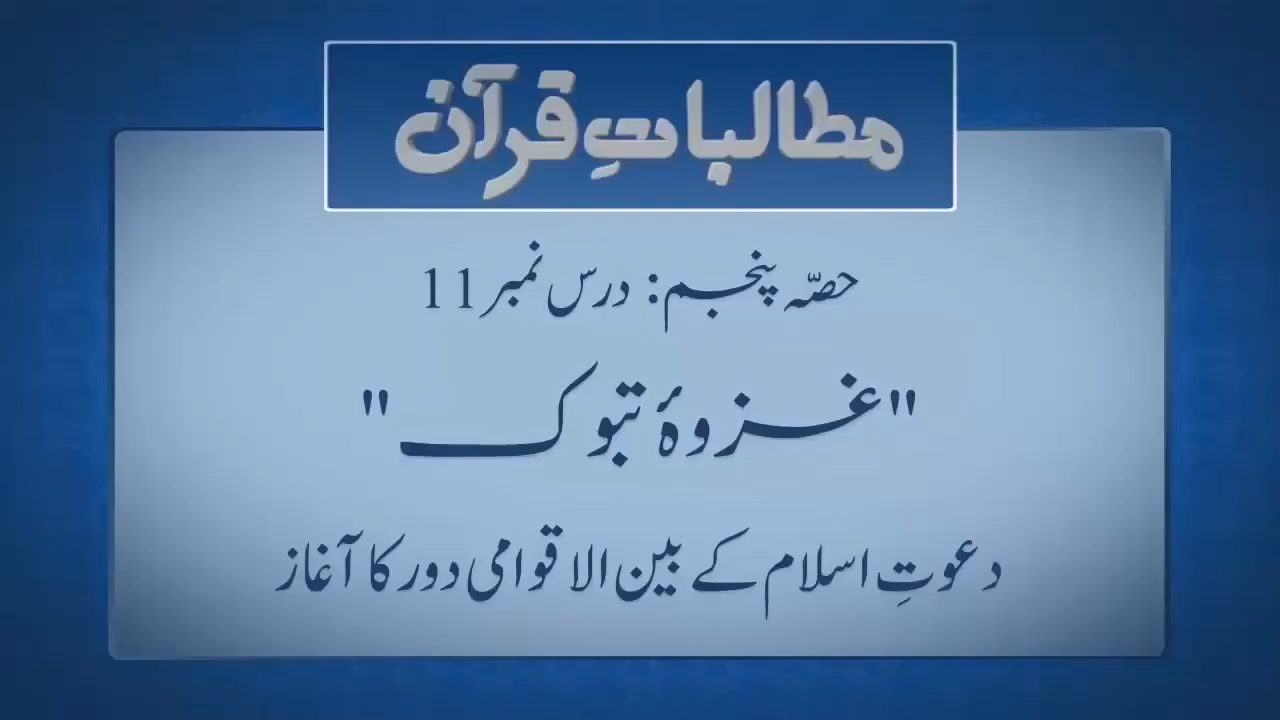 مطالباتِ قرآن
حصّہ پنجم: درس نمبر 11
"غزوۂ تبوک"
دعوتِ اسلام کے بین الاقوامی دور کا آغاز